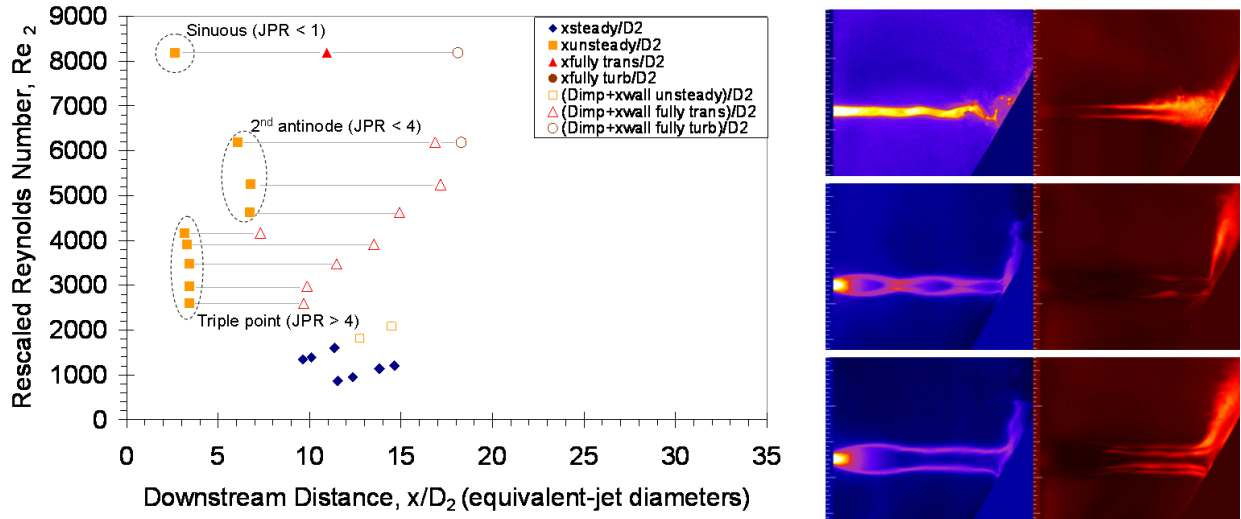 Rescaled Reynolds Number, Re 2
9000
8000
7000
6000
5000
4000
3000
2000
1000
0
Sinuous (JPR < 1)
2nd antinode (JPR < 4)
Triple point (JPR > 4)
xsteady/D2
xunsteady/D2
xfully trans/D2
xfully turb/D2
(Dimp+xwall unsteady)/D2
(Dimp+xwall fully trans)/D2
(Dimp+xwall fully turb)/D2
0 5 10 15 20 25 30 35
Downstream Distance, x/D2 (equivalent-jet diameters)